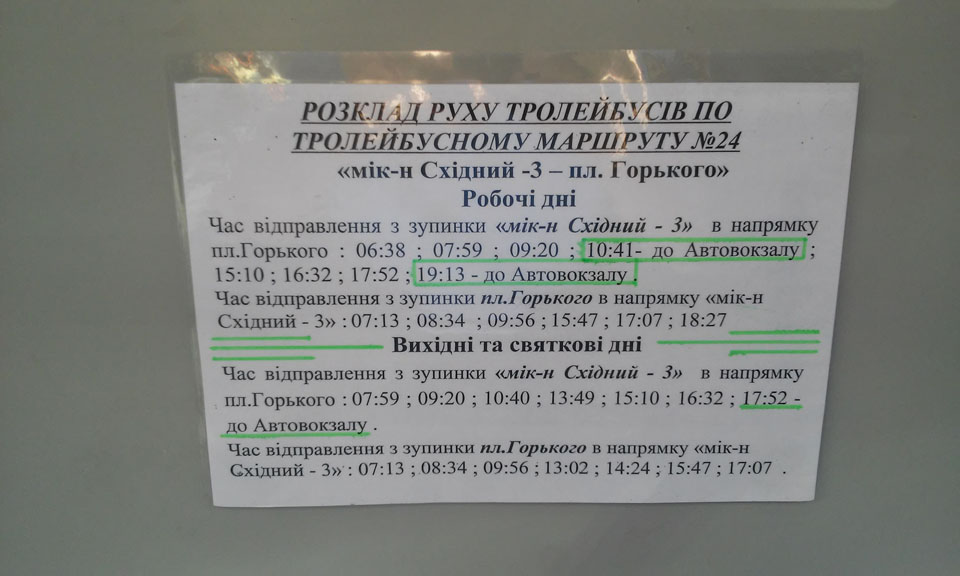 РОЗКЛАД РУХУ ТРОЛЕЙБУСІВ ПО
ТРОЛЕЙБУСНОМУ МАРШРУТУ №24
«мік-н Східний -3 – пл. Горького»
Робочі дні
Час відправлення з зупинки «мік-н Східний - 3» в напрямку
пл.Горького : 06:38 ; 07:59 ; 09:20 ; 10:41- до Автовокзалу ;
15:10 ; 16:32 ; 17:52 ; 19:13 - до Автовокзалу .
Час відправлення з зупинки пл.Горького в напрямку «мік-н
Східний - 3» : 07:13 ; 08:34 ; 09:56 ; 15:47 ; 17:07 ; 18:27
Вихідні та святкові дні
Час відправлення з зупинки «мік-н Східний - 3» в напрямку
пл.Горького : 07:59 ; 09:20 ; 10:40 ; 13:49 ; 15:10 ; 16:32 ; 17:52 -
до Автовокзалу .
Час відправлення з зупинки пл.Горького в напрямку «мік-н
Східний - 3» : 07:13 ; 08:34 ; 09:56 ; 13:02 ; 14:24 ; 15:47 ; 17:07 .